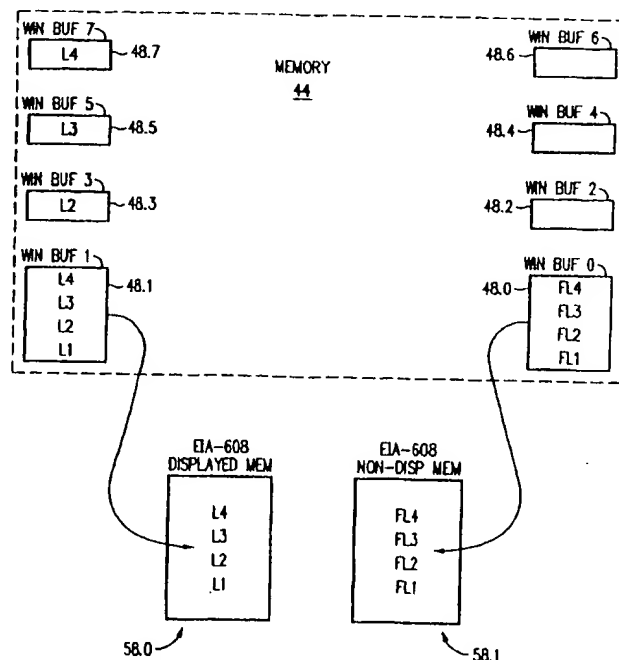 WIN BUF 7
L4
48.7
MEMORY
44
WIN BUF 6
48.6
WIN BUF 5
L3
48.5
WIN BUF 4
48.4
WIN BUF 3
L2
48.3
WIN BUF 2
48.2
WIN BUF 1
L4
L3
L2
L1
48.1
WIN BUF 0
48.0
FL4
FL3
FL2
FL1
EIA-608
DISPLAYED MEM
L4
L3
L2
L1
58.0
EIA-608
NON-DISP MEM
FL4
FL3
FL2
FL1
58.1